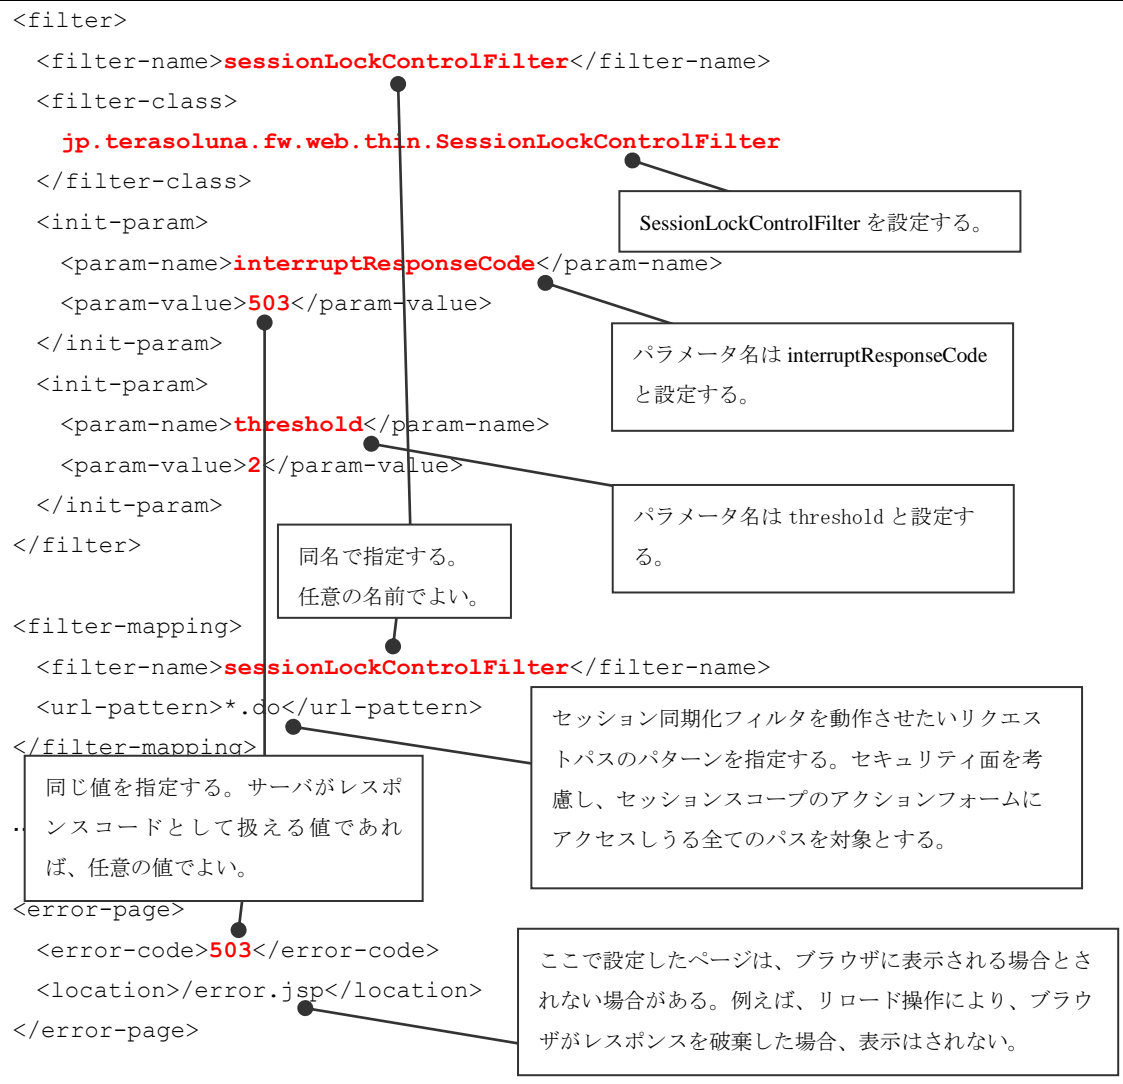 <filter>
<filter-name>sessionLockControlFilter</filter-name>
<filter-class>
jp.terasoluna.fw.web.thin.SessionLockControlFilter
</filter-class>
SessionLockControlFilter を設定する。
<init-param>
<param-name>interruptResponseCode</param-name>
<param-value>503</param-value>
</init-param>
パラメータ名は interruptResponseCode
と設定する。
<init-param>
<param-name>threshold</param-name>
<param-value>2</param-value>
</init-param>
パラメータ名は threshold と設定す
る。
</filter>
同名で指定する。
任意の名前でよい。
<filter-mapping>
<filter-name>sessionLockControlFilter</filter-name>
<url-pattern>*.do</url-pattern>
</filter-mapping>
セッション同期化フィルタを動作させたいリクエス
トパスのパターンを指定する。セキュリティ面を考
慮し、セッションスコープのアクションフォームに
アクセスしうる全てのパスを対象とする。
同じ値を指定する。サーバがレスポ
ンスコードとして扱える値であれ
ば、任意の値でよい。
<error-page>
<error-code>503</error-code>
<location>/error.jsp</location>
</error-page>
ここで設定したページは、ブラウザに表示される場合とさ
れない場合がある。例えば、リロード操作により、ブラウ
ザがレスポンスを破棄した場合、表示はされない。